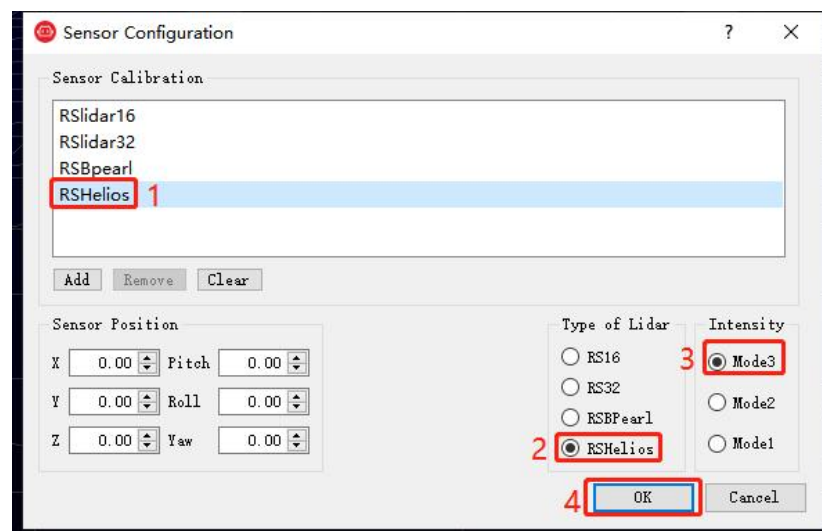 Sensor Configuration ? ×
Sensor Calibration
RSlidar16
RSlidar32
RSBpearl
RSHelios 1
Add Remove Clear
Sensor Position
X 0.00 Pitch 0.00
Y 0.00 Roll 0.00
Z 0.00 Yaw 0.00
Type of Lidar
RS16
RS32
RSBPearl
2 RSHelios
Intensity
3 Mode3
Mode2
Mode1
4 OK Cancel